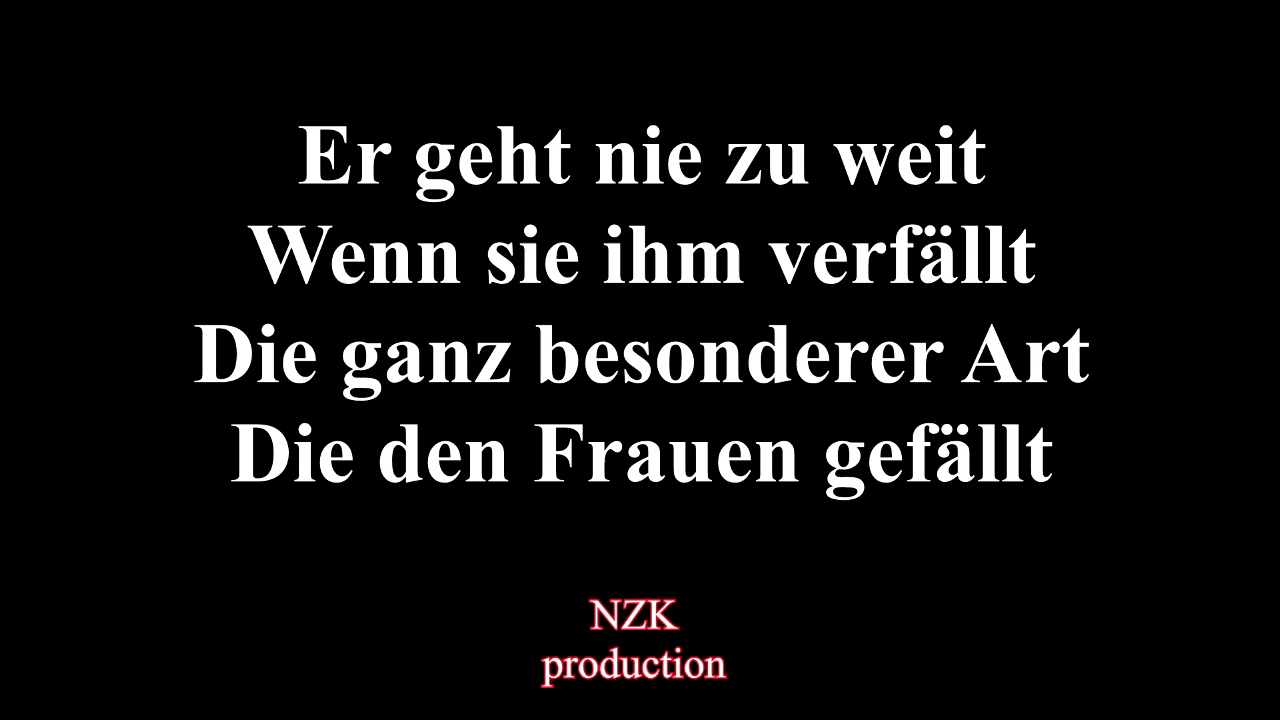 Er geht nie zu weit
Wenn sie ihm verfällt
Die ganz besonderer Art
Die den Frauen gefällt
NZK
production